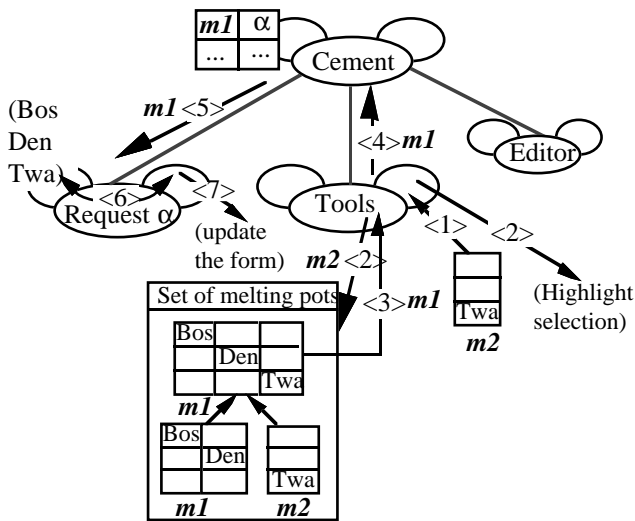 m1 α
... ...
Cement
(Bos
Den
Twa)
m1 <5>
<4> m1
Editor
<6>
<7>
Request α
Tools
(update
the form)
m2 <2>
<1>
<2>
<3> m1
(Highlight
selection)
Twa
m2
Set of melting pots
Bos
Den
Twa
m1
Bos
Den
Twa
m1
m2